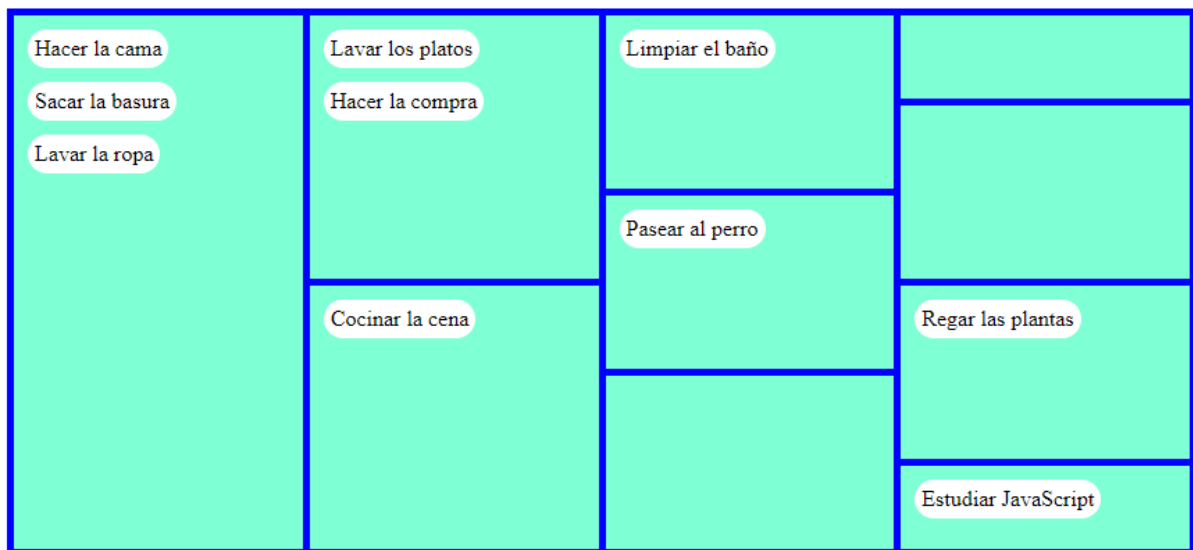 Hacer la cama
Sacar la basura
Lavar la ropa
Lavar los platos
Hacer la compra
Cocinar la cena
Limpiar el baño
Pasear al perro
Regar las plantas
Estudiar JavaScript